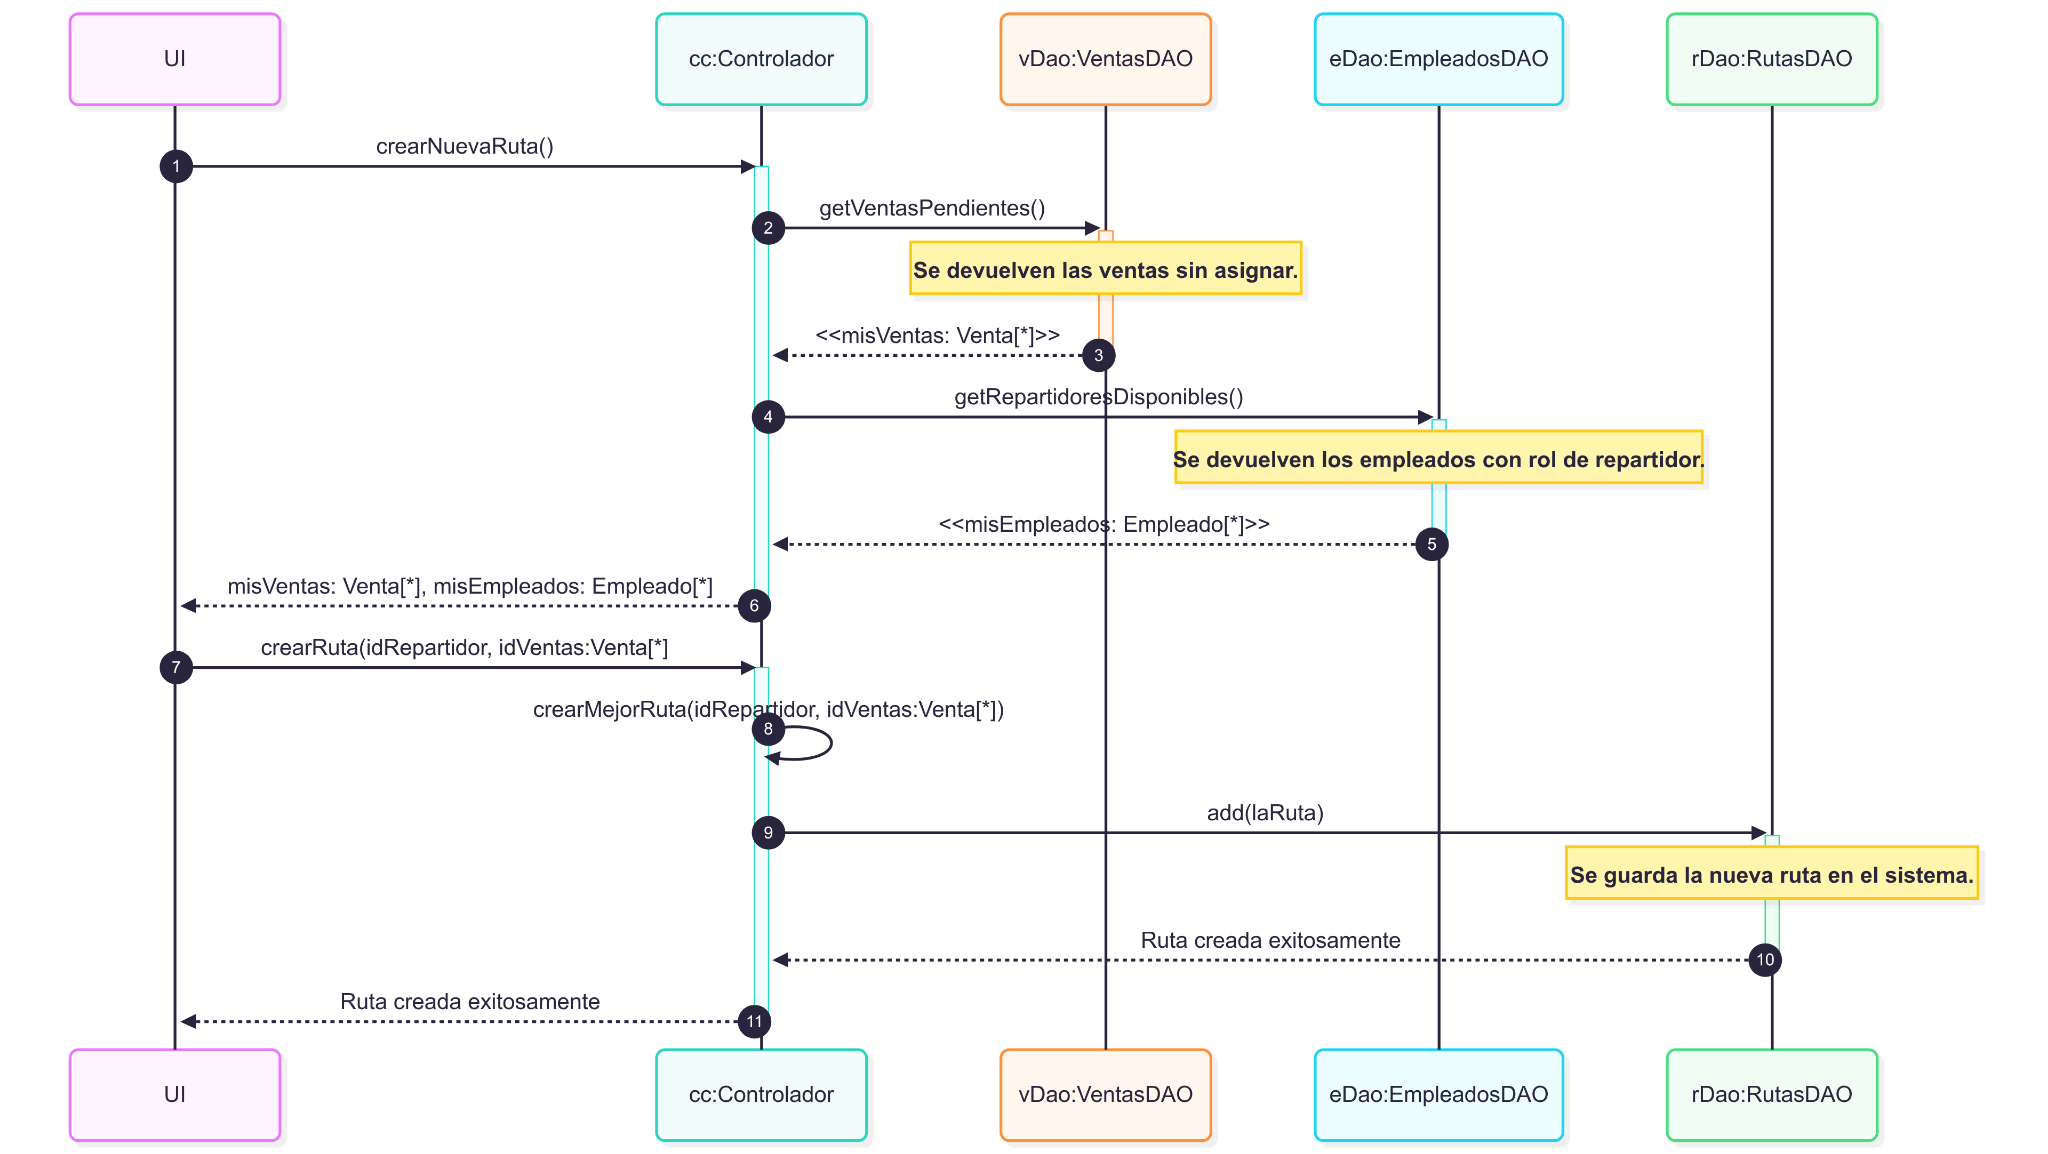 UI
cc:Controlador
vDao:VentasDAO
eDao:EmpleadosDAO
rDao:RutasDAO
crearNuevaRuta()
1
getVentasPendientes()
2
Se devuelven las ventas sin asignar.
<<misVentas: Venta[*]>>
3
getRepartidoresDisponibles()
4
Se devuelven los empleados con rol de repartidor.
<<misEmpleados: Empleado[*]>>
5
misVentas: Venta[*], misEmpleados: Empleado[*]
6
crearRuta(idRepartidor, idVentas:Venta[*]
7
crearMejorRuta(idRepartidor, idVentas:Venta[*])
8
add(laRuta)
9
Se guarda la nueva ruta en el sistema.
Ruta creada exitosamente
10
Ruta creada exitosamente
11
UI
cc:Controlador
vDao:VentasDAO
eDao:EmpleadosDAO
rDao:RutasDAO